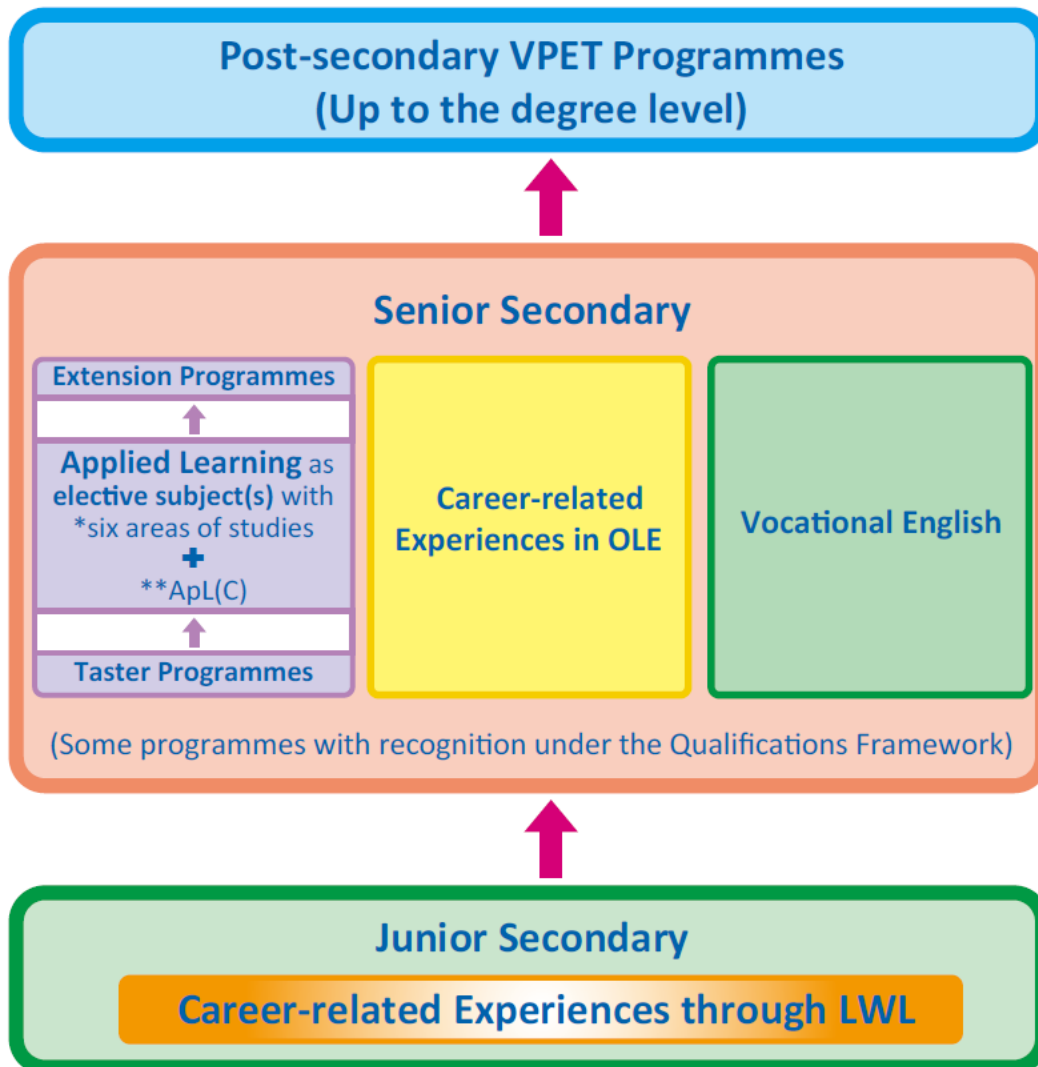 Post-secondary VPET Programmes
(Up to the degree level)
Senior Secondary
Extension Programmes
Applied Learning as
elective subject(s) with
*six areas of studies
+
**ApL(C)
Taster Programmes
Career-related
Experiences in OLE
Vocational English
(Some programmes with recognition under the Qualifications Framework)
Junior Secondary
Career-related Experiences through LWL